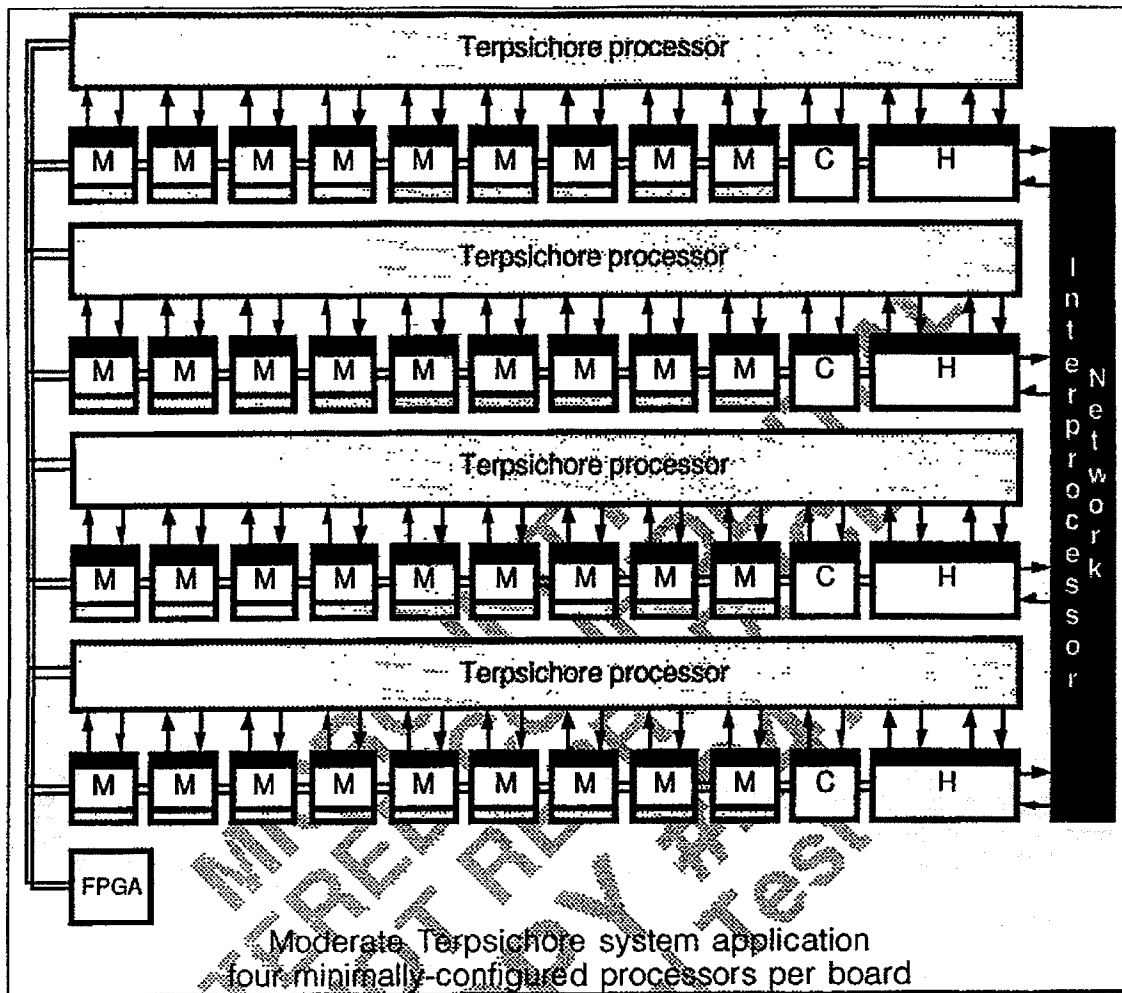 Terpsichore processor
M M M M M M M M M C H
Terpsichore processor
M M M M M M M M M C H
Terpsichore processor
M M M M M M M M M C H
Terpsichore processor
M M M M M M M M M C H
Interprocessor
Network
FPGA
Moderate Terpsichore system application
four minimally-configured processors per board